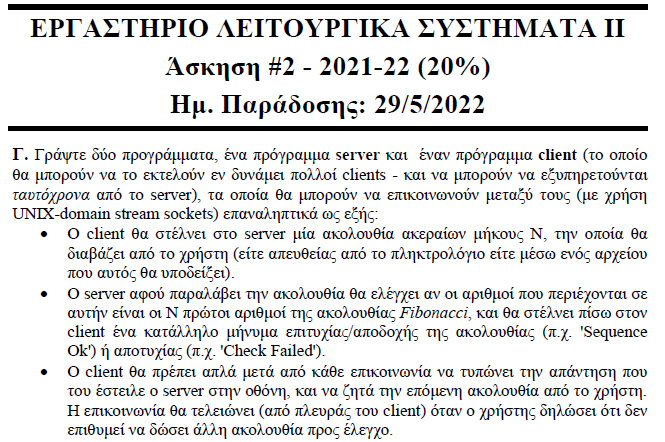 ΕΡΓΑΣΤΗΡΙΟ ΛΕΙΤΟΥΡΓΙΚΑ ΣΥΣΤΗΜΑΤΑ ΙΙ
Άσκηση #2 - 2021-22 (20%)
Ημ. Παράδοσης: 29/5/2022
Γ. Γράψτε δύο προγράμματα, ένα πρόγραμμα server και έναν πρόγραμμα client (το οποίο
θα μπορούν να το εκτελούν εν δυνάμει πολλοί clients - και να μπορούν να εξυπηρετούνται
ταυτόχρονα από το server), τα οποία θα μπορούν να επικοινωνούν μεταξύ τους (με χρήση
UNIX-domain stream sockets) επαναληπτικά ως εξής:
• Ο client θα στέλνει στο server μία ακολουθία ακεραίων μήκους Ν, την οποία θα
διαβάζει από το χρήστη (είτε απευθείας από το πληκτρολόγιο είτε μέσω ενός αρχείου
που αυτός θα υποδείξει).
• Ο server αφού παραλάβει την ακολουθία θα ελέγχει αν οι αριθμοί που περιέχονται σε
αυτήν είναι οι Ν πρώτοι αριθμοί της ακολουθίας Fibonacci, και θα στέλνει πίσω στον
client ένα κατάλληλο μήνυμα επιτυχίας/αποδοχής της ακολουθίας (π.χ. 'Sequence
Ok') ή αποτυχίας (π.χ. 'Check Failed').
• Ο client θα πρέπει απλά μετά από κάθε επικοινωνία να τυπώνει την απάντηση που
του έστειλε ο server στην οθόνη, και να ζητά την επόμενη ακολουθία από το χρήστη.
Η επικοινωνία θα τελειώνει (από πλευράς του client) όταν ο χρήστης δηλώσει ότι δεν
επιθυμεί να δώσει άλλη ακολουθία προς έλεγχο.